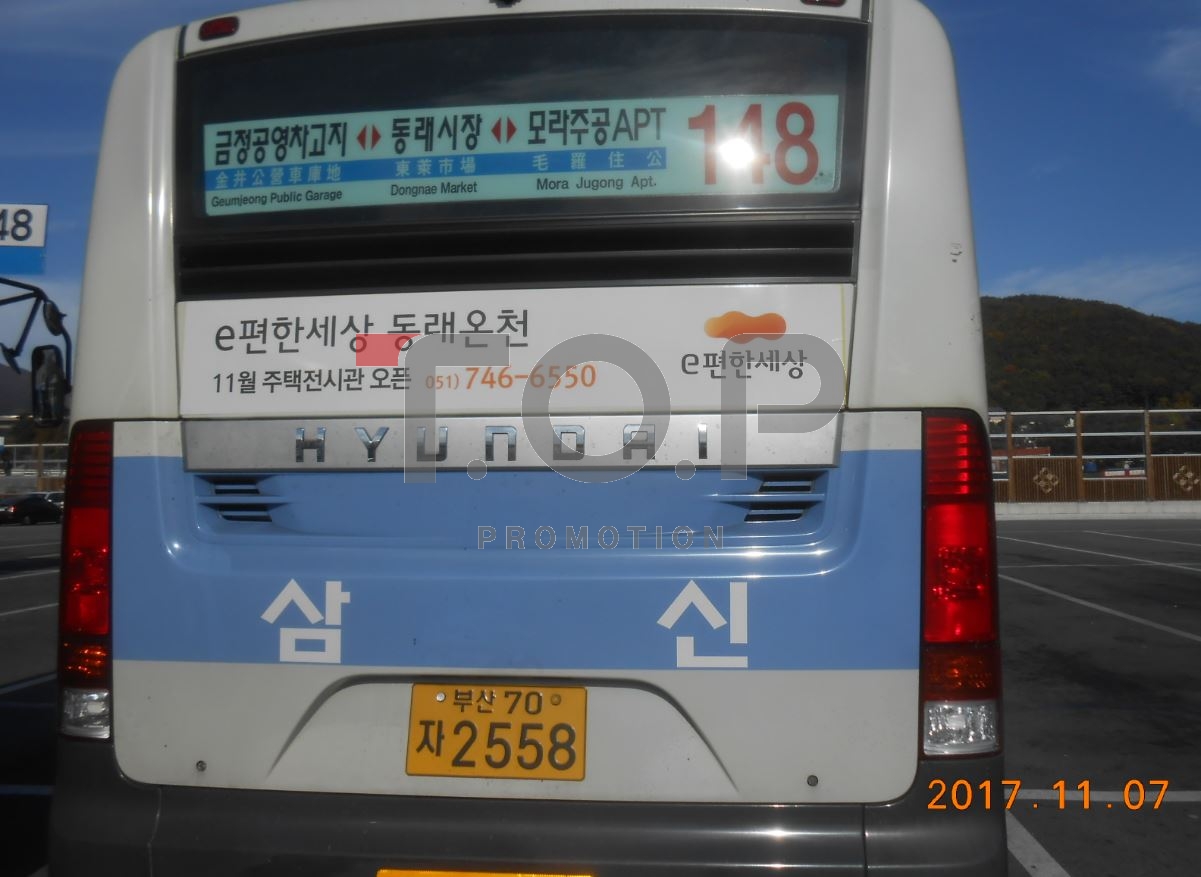 금정공영차고지 동래시장 모라주공APT 148
金井公營車庫地 東萊市場 毛羅住公
Geumjeong Public Garage Dongnae Market Mora Jugong Apt.
48
e편한세상 동래온천
e편한세상
11월 주택전시관 오픈 051) 746-6550
HYUNDAI
T.O.P
PROMOTION
삼신
부산 70
자 2558
2017.11.07